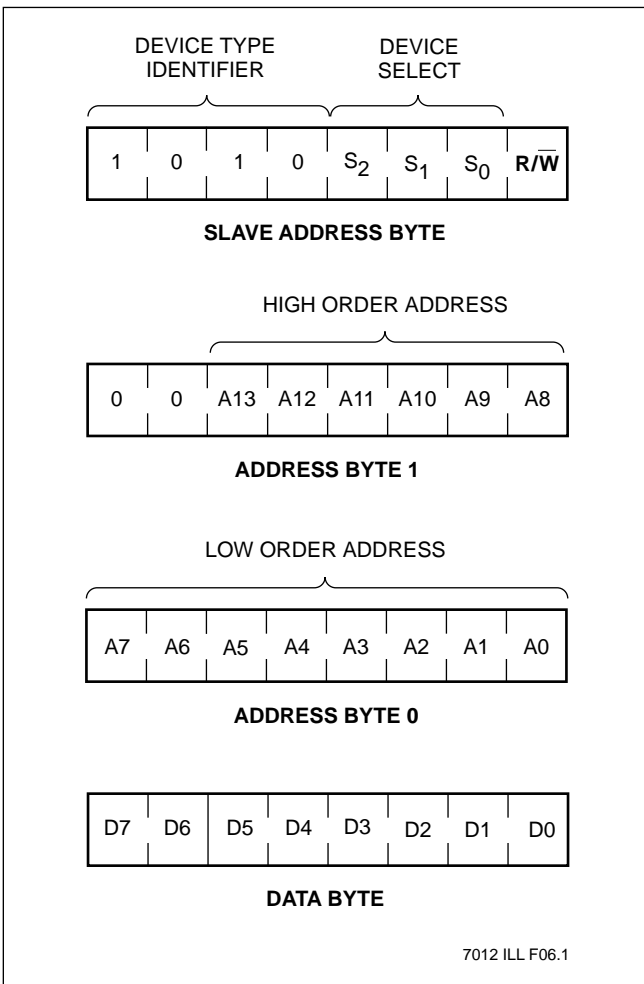 DEVICE TYPE DEVICE
IDENTIFIER SELECT
1 0 1 0 S2 S1 S0 R/W̅
SLAVE ADDRESS BYTE
HIGH ORDER ADDRESS
0 0 A13 A12 A11 A10 A9 A8
ADDRESS BYTE 1
LOW ORDER ADDRESS
A7 A6 A5 A4 A3 A2 A1 A0
ADDRESS BYTE 0
D7 D6 D5 D4 D3 D2 D1 D0
DATA BYTE
7012 ILL F06.1